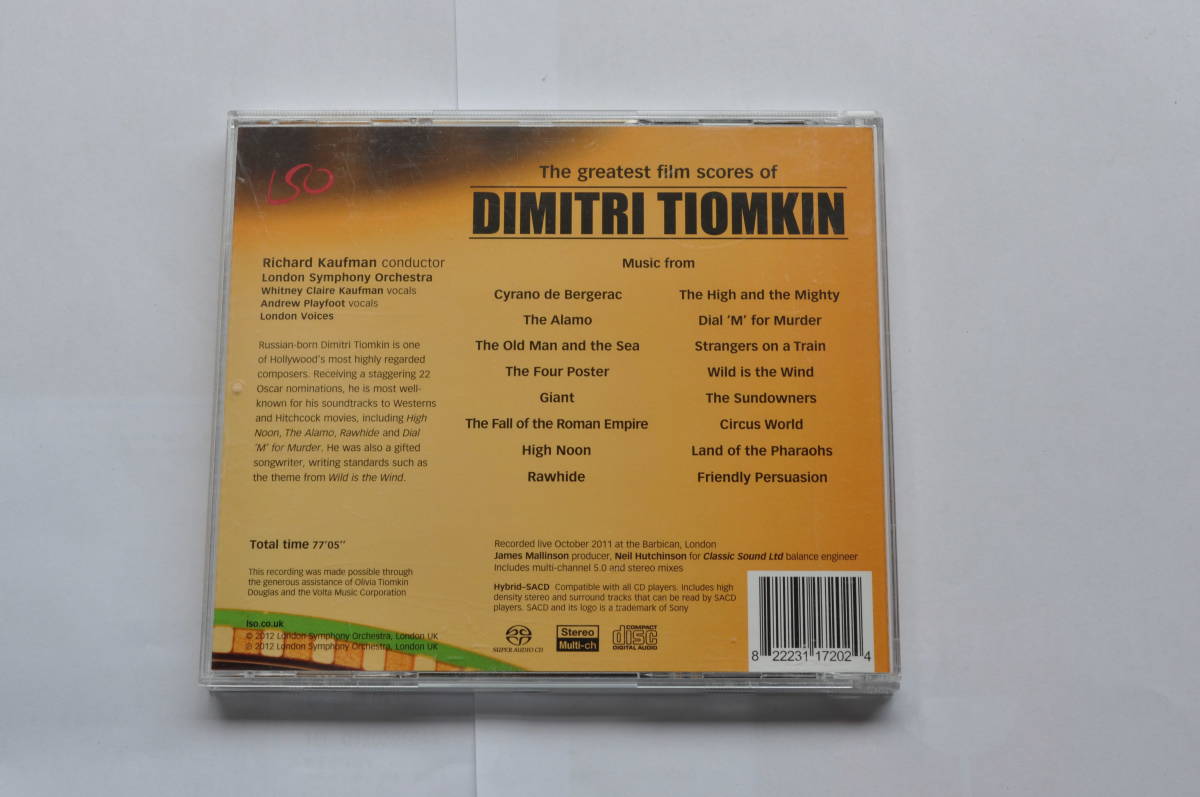 LSO
The greatest film scores of
DIMITRI TIOMKIN
Richard Kaufman conductor
London Symphony Orchestra
Whitney Claire Kaufman vocals
Andrew Playfoot vocals
London Voices
Russian-born Dimitri Tiomkin is one
of Hollywood's most highly regarded
composers. Receiving a staggering 22
Oscar nominations, he is most well-
known for his soundtracks to Westerns
and Hitchcock movies, including High
Noon, The Alamo, Rawhide and Dial
'M' for Murder. He was also a gifted
songwriter, writing standards such as
the theme from Wild is the Wind.
Music from
Cyrano de Bergerac
The Alamo
The Old Man and the Sea
The Four Poster
Giant
The Fall of the Roman Empire
High Noon
Rawhide
The High and the Mighty
Dial 'M' for Murder
Strangers on a Train
Wild is the Wind
The Sundowners
Circus World
Land of the Pharaohs
Friendly Persuasion
Total time 77'05"
This recording was made possible through
the generous assistance of Olivia Tiomkin
Douglas and the Volta Music Corporation
lso.co.uk
© 2012 London Symphony Orchestra, London UK
℗ 2012 London Symphony Orchestra, London UK
Recorded live October 2011 at the Barbican, London
James Mallinson producer, Neil Hutchinson for Classic Sound Ltd balance engineer
Includes multi-channel 5.0 and stereo mixes
Hybrid-SACD Compatible with all CD players. Includes high
density stereo and surround tracks that can be read by SACD
players. SACD and its logo is a trademark of Sony
SUPER AUDIO CD
Stereo
Multi-ch
COMPACT
disc
DIGITAL AUDIO
8 22231 17202 4